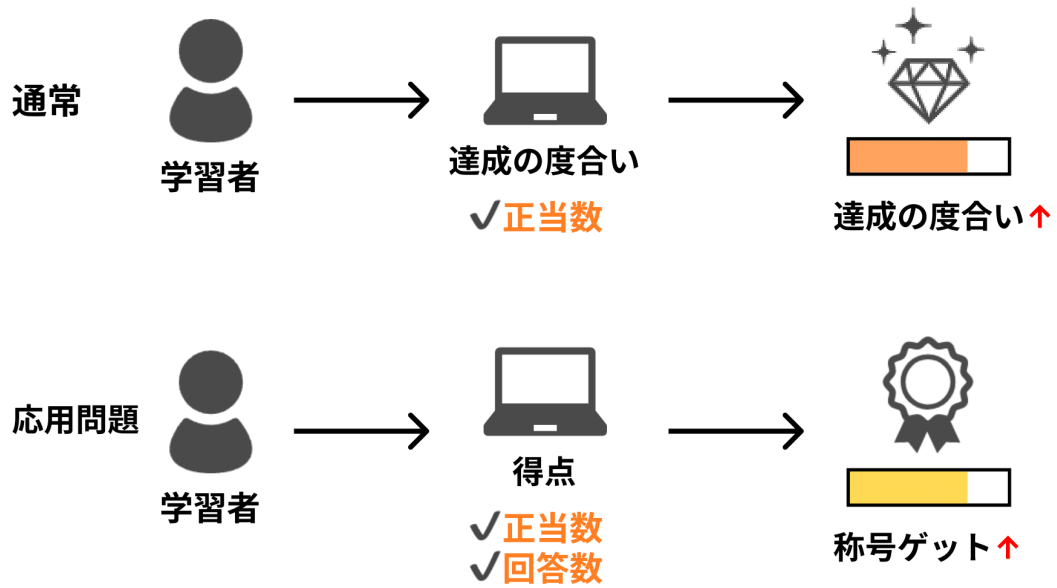 通常
学習者
達成の度合い
✓正当数
達成の度合い↑
応用問題
学習者
得点
✓正当数
✓回答数
称号ゲット↑